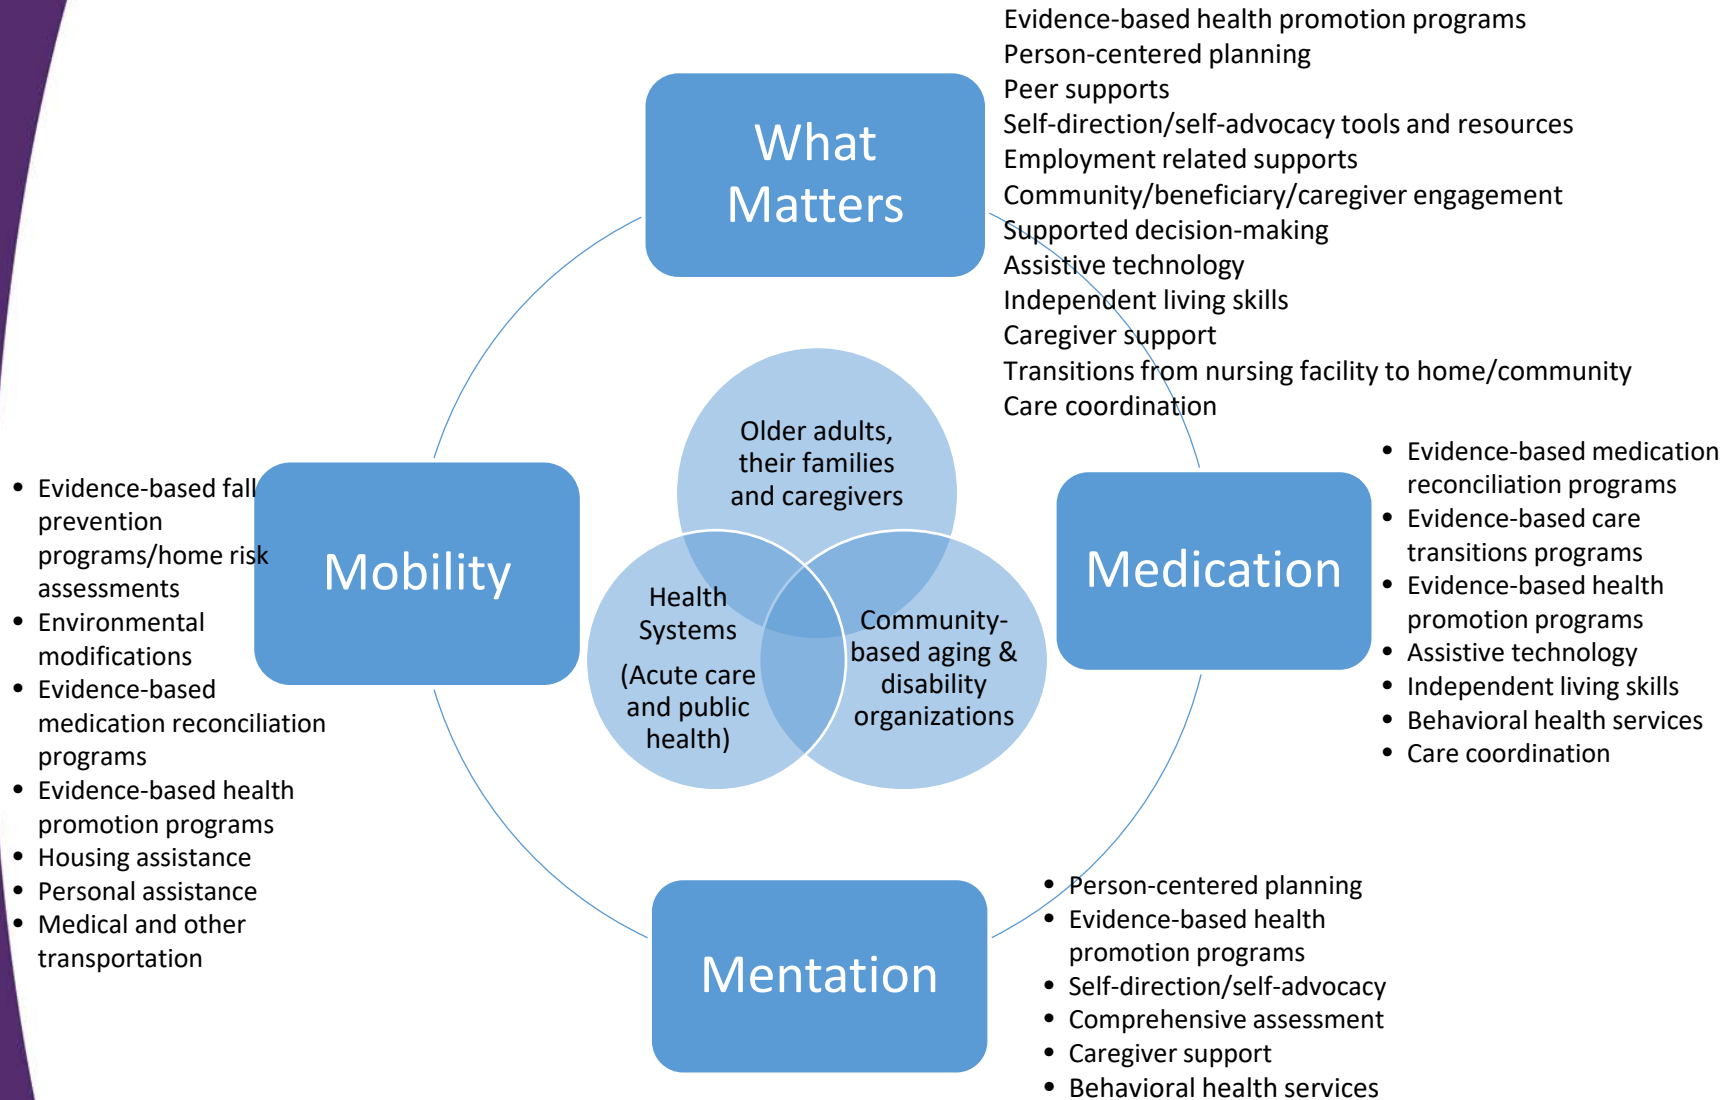 Evidence-based health promotion programs
Person-centered planning
Peer supports
Self-direction/self-advocacy tools and resources
Employment related supports
Community/beneficiary/caregiver engagement
Supported decision-making
Assistive technology
Independent living skills
Caregiver support
Transitions from nursing facility to home/community
Care coordination
What
Matters
Older adults,
their families
and caregivers
Health
Systems
(Acute care
and public
health)
Community-
based aging &
disability
organizations
Mobility
• Evidence-based fall
prevention
programs/home risk
assessments
• Environmental
modifications
• Evidence-based
medication reconciliation
programs
• Evidence-based health
promotion programs
• Housing assistance
• Personal assistance
• Medical and other
transportation
Medication
• Evidence-based medication
reconciliation programs
• Evidence-based care
transitions programs
• Evidence-based health
promotion programs
• Assistive technology
• Independent living skills
• Behavioral health services
• Care coordination
Mentation
• Person-centered planning
• Evidence-based health
promotion programs
• Self-direction/self-advocacy
• Comprehensive assessment
• Caregiver support
• Behavioral health services